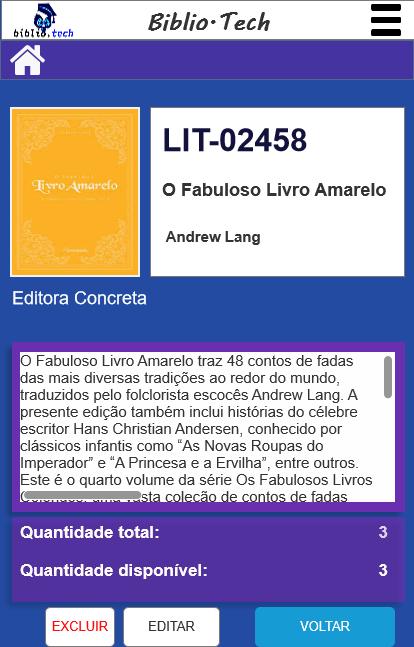 biblio.tech
Biblio·Tech
Livro Amarelo
LIT-02458
O Fabuloso Livro Amarelo
Andrew Lang
Editora Concreta
O Fabuloso Livro Amarelo traz 48 contos de fadas
das mais diversas tradições ao redor do mundo,
traduzidos pelo folclorista escocês Andrew Lang. A
presente edição também inclui histórias do célebre
escritor Hans Christian Andersen, conhecido por
clássicos infantis como “As Novas Roupas do
Imperador” e “A Princesa e a Ervilha”, entre outros.
Este é o quarto volume da série Os Fabulosos Livros
uma vasta coleção de contos de fadas
Quantidade total: 3
Quantidade disponível: 3
EXCLUIR EDITAR VOLTAR